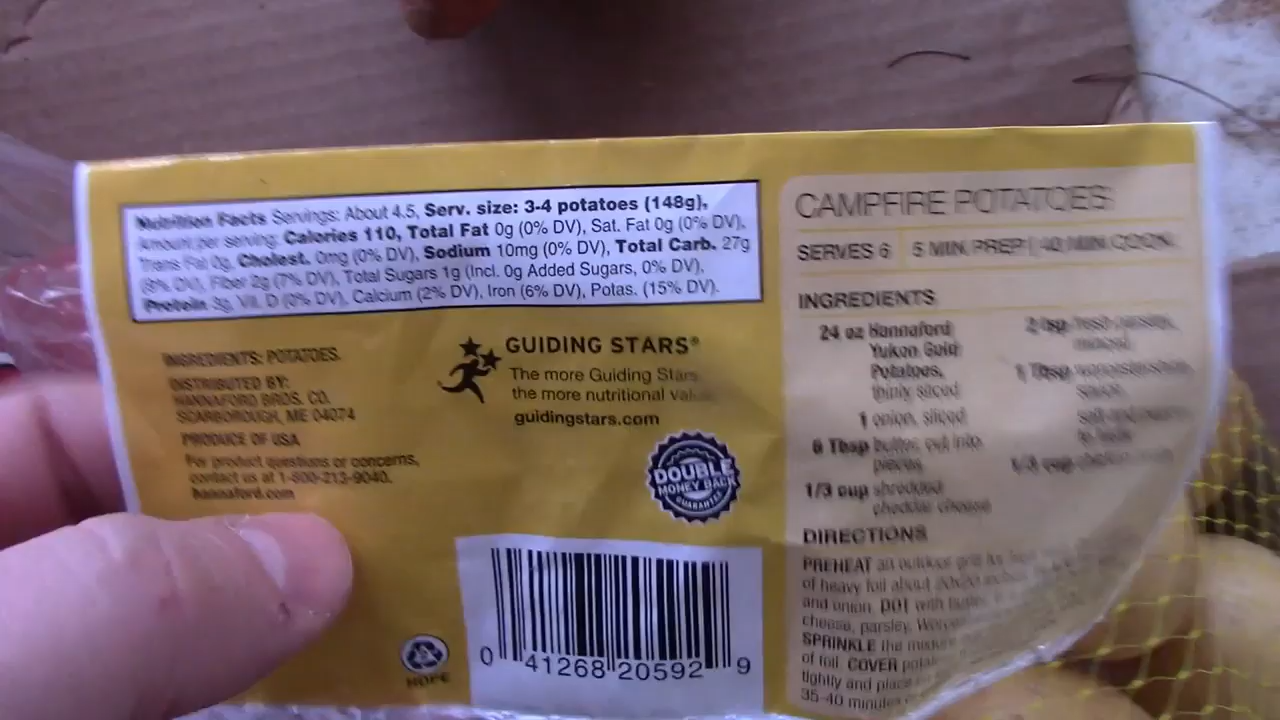 Nutrition Facts Servings: About 4.5, Serv. size: 3-4 potatoes (148g),
Amount per serving: Calories 110, Total Fat 0g (0% DV), Sat. Fat 0g (0% DV),
Trans Fat 0g, Cholest. 0mg (0% DV), Sodium 10mg (0% DV), Total Carb. 27g
Fiber 2g (7% DV), Total Sugars 1g (Incl. 0g Added Sugars, 0% DV),
Protein 3g, Vit. D (0% DV), Calcium (2% DV), Iron (6% DV), Potas. (15% DV).
INGREDIENTS: POTATOES.
DISTRIBUTED BY:
HANNAFORD BROS. CO.
SCARBOROUGH, ME 04074
PRODUCE OF USA
For product questions or concerns,
contact us at 1-800-213-9040.
hannaford.com
GUIDING STARS®
The more Guiding Stars,
the more nutritional
guidingstars.com
DOUBLE
MONEY BACK
GUARANTEE
HDPE
0 41268 20592 9
CAMPFIRE POTATOES
SERVES 6 | 5 MIN PREP | 40 MIN COOK
INGREDIENTS
24 oz Hannaford
Yukon Gold
Potatoes,
thinly sliced
1 onion, sliced
6 Tbsp butter, cut into
pieces
1/3 cup shredded
cheddar cheese
2 tsp fresh parsley,
minced
1 Tbsp worcestershire
sauce
1/3 cup chicken
DIRECTIONS
PREHEAT an outdoor grill for
of heavy foil about 20x20
and onion. DOT with butter
cheese, parsley,
SPRINKLE the mixture
of foil. COVER
tightly and place
35-40 minutes